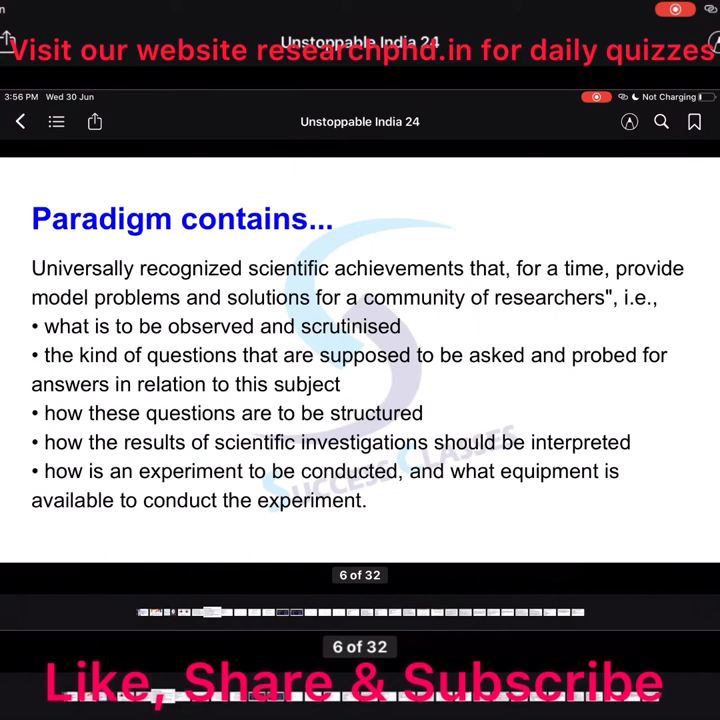 Unstoppable India 24
Visit our website researchphd.in for daily quizzes
3:56 PM Wed 30 Jun
Not Charging
Unstoppable India 24
Paradigm contains...
Universally recognized scientific achievements that, for a time, provide
model problems and solutions for a community of researchers", i.e.,
• what is to be observed and scrutinised
• the kind of questions that are supposed to be asked and probed for
answers in relation to this subject
• how these questions are to be structured
• how the results of scientific investigations should be interpreted
• how is an experiment to be conducted, and what equipment is
available to conduct the experiment.
Success Classes
6 of 32
6 of 32
Like, Share & Subscribe